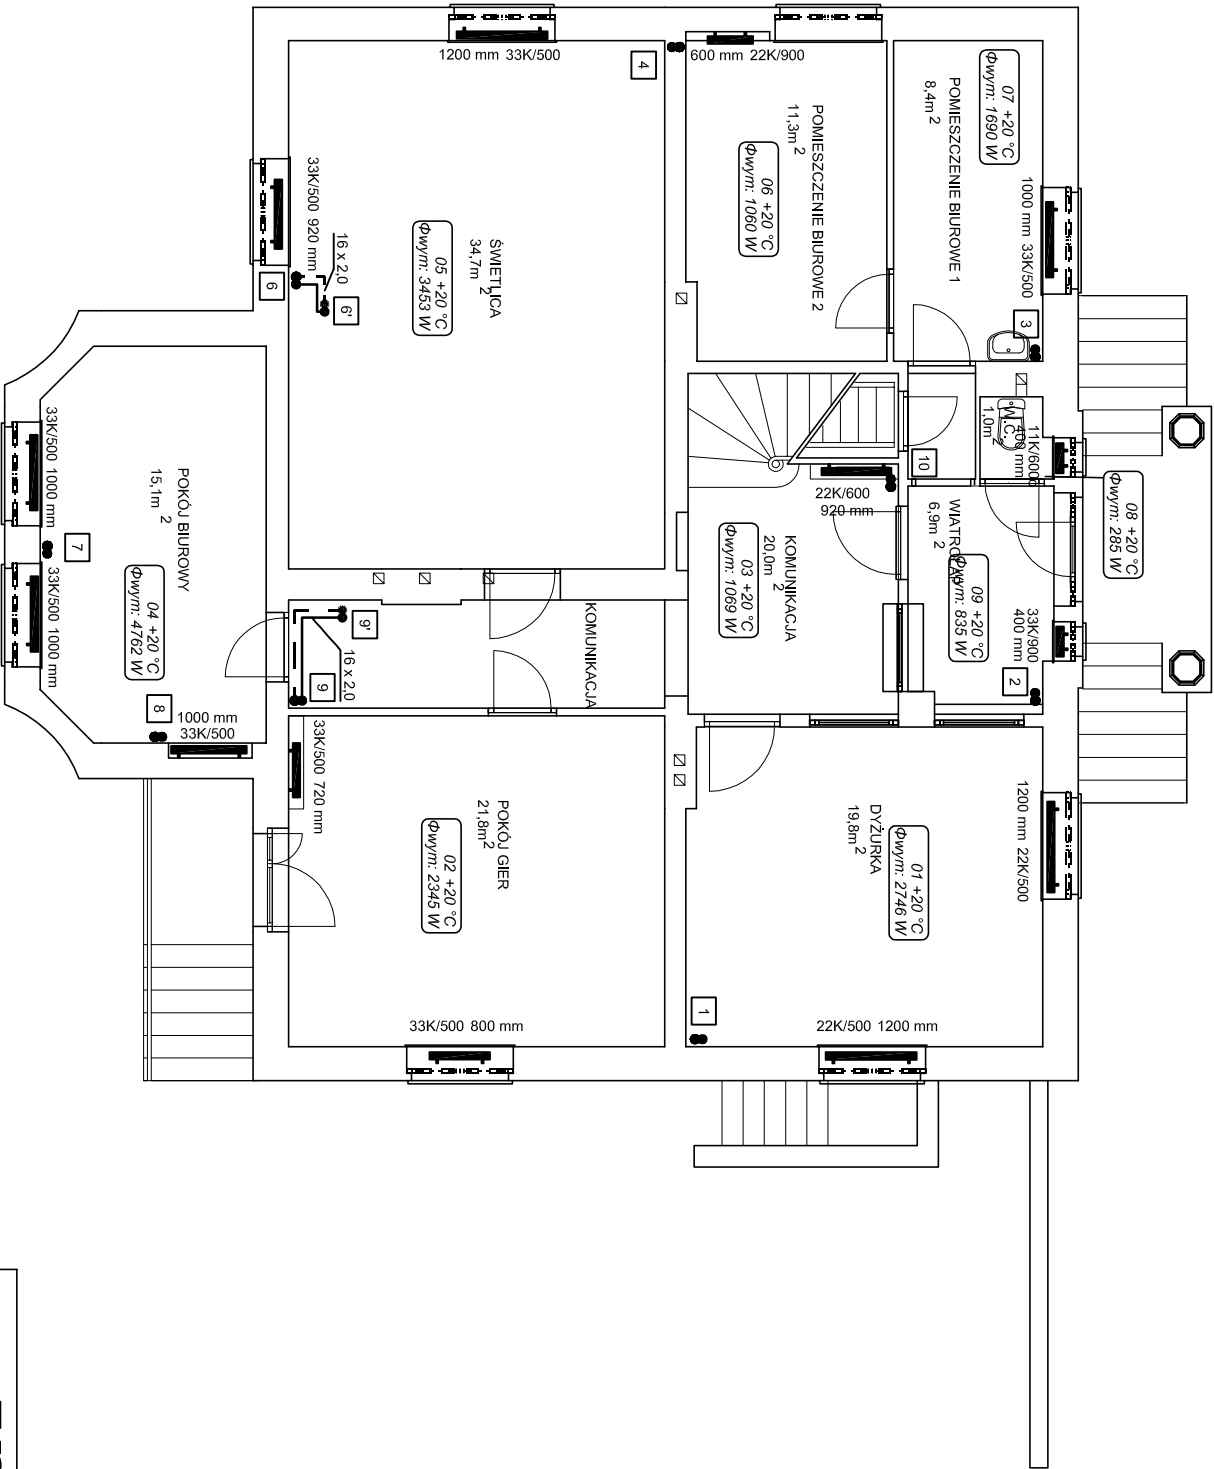 1200 mm 33K/500
4
600 mm 22K/900
07 +20 °C
Φwym: 1690 W
POMIESZCZENIE BIUROWE 1
8,4m 2
1000 mm 33K/500
3
POMIESZCZENIE BIUROWE 2
11,3m 2
06 +20 °C
Φwym: 1060 W
33K/500 920 mm
16 x 2,0
6
6'
ŚWIETLICA
34,7m 2
05 +20 °C
Φwym: 3453 W
W.C.
1,0m 2
11K/600
400 mm
10
22K/600
920 mm
08 +20 °C
Φwym: 285 W
WIATROŁAP
6,9m 2
09 +20 °C
Φwym: 835 W
33K/900
400 mm
2
KOMUNIKACJA
20,0m 2
03 +20 °C
Φwym: 1069 W
33K/500 1000 mm
7
33K/500 1000 mm
POKÓJ BIUROWY
15,1m 2
04 +20 °C
Φwym: 4762 W
8
1000 mm
33K/500
9'
16 x 2,0
9
KOMUNIKACJA
33K/500 720 mm
POKÓJ GIER
21,8m 2
02 +20 °C
Φwym: 2345 W
33K/500 800 mm
DYŻURKA
19,8m 2
01 +20 °C
Φwym: 2746 W
1200 mm 22K/500
1
22K/500 1200 mm